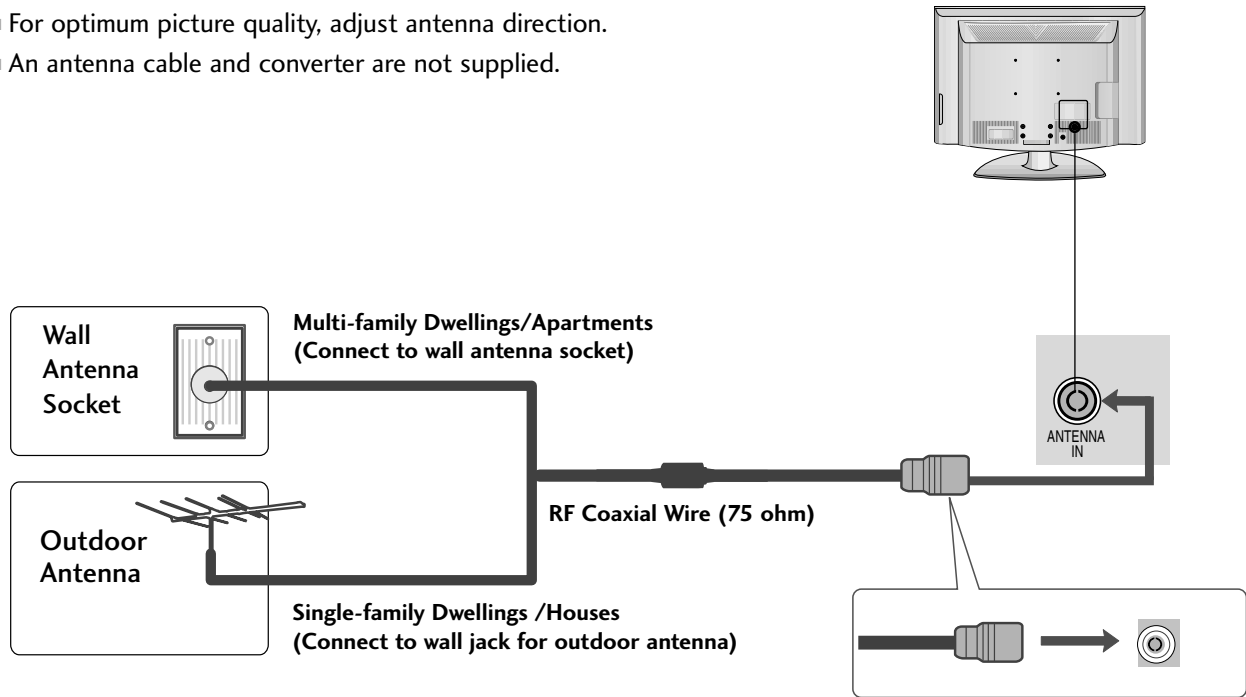 For optimum picture quality, adjust antenna direction.
An antenna cable and converter are not supplied.
Wall
Antenna
Socket
Multi-family Dwellings/Apartments
(Connect to wall antenna socket)
ANTENNA
IN
RF Coaxial Wire (75 ohm)
Outdoor
Antenna
Single-family Dwellings /Houses
(Connect to wall jack for outdoor antenna)